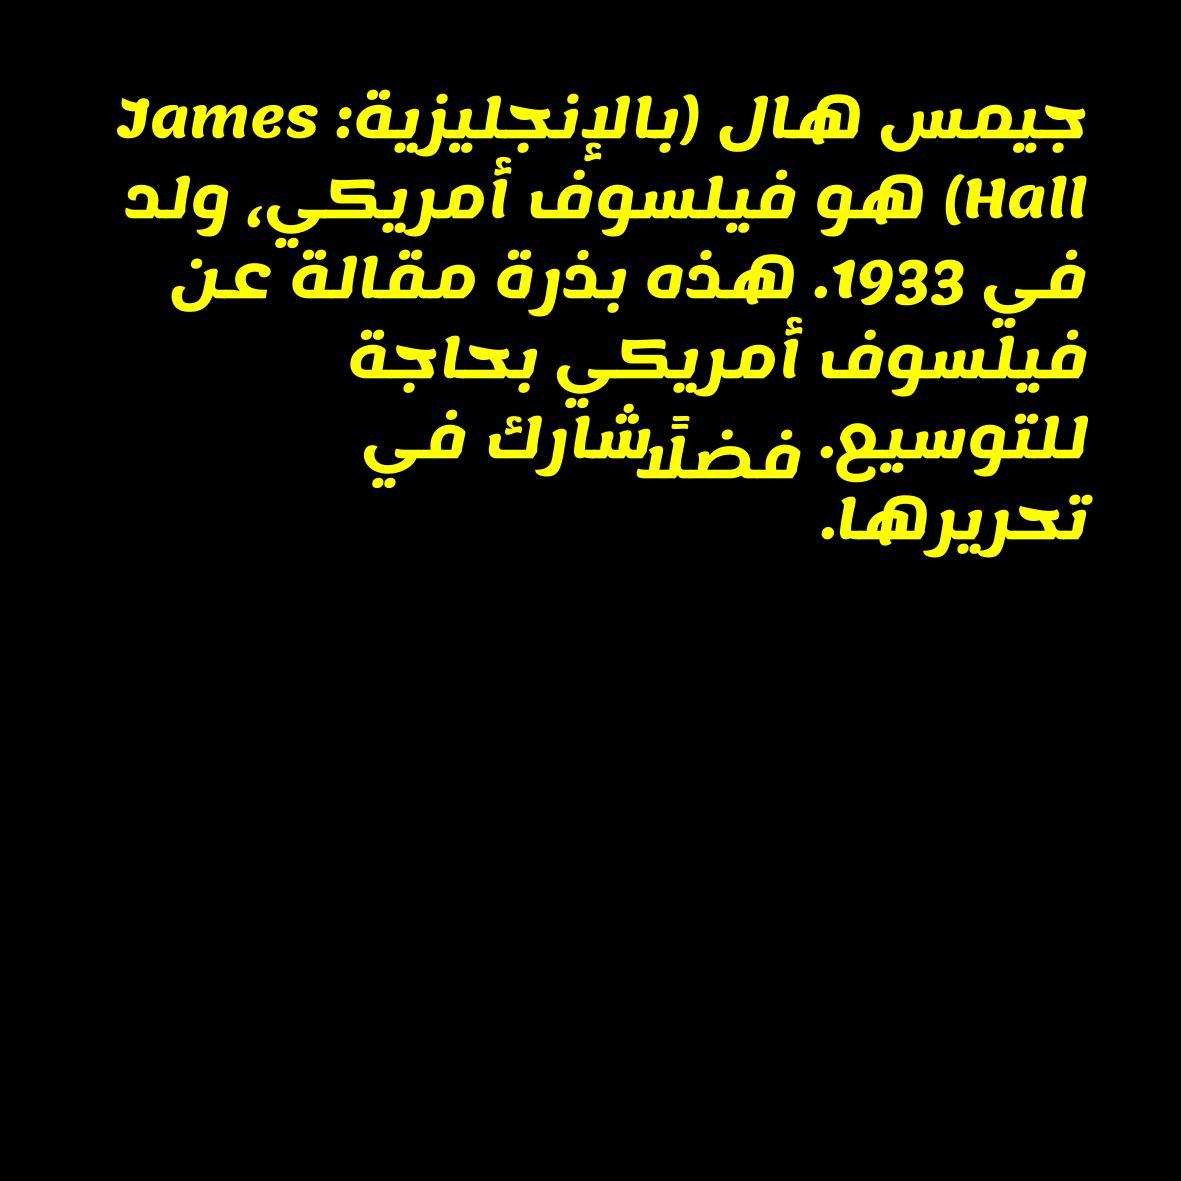 جيمس هال (بالإنجليزية: James
Hall) هو فيلسوف أمريكي، ولد
في 1933. هذه بذرة مقالة عن
فيلسوف أمريكي بحاجة
للتوسيع. فضلًا شارك في
تحريرها.